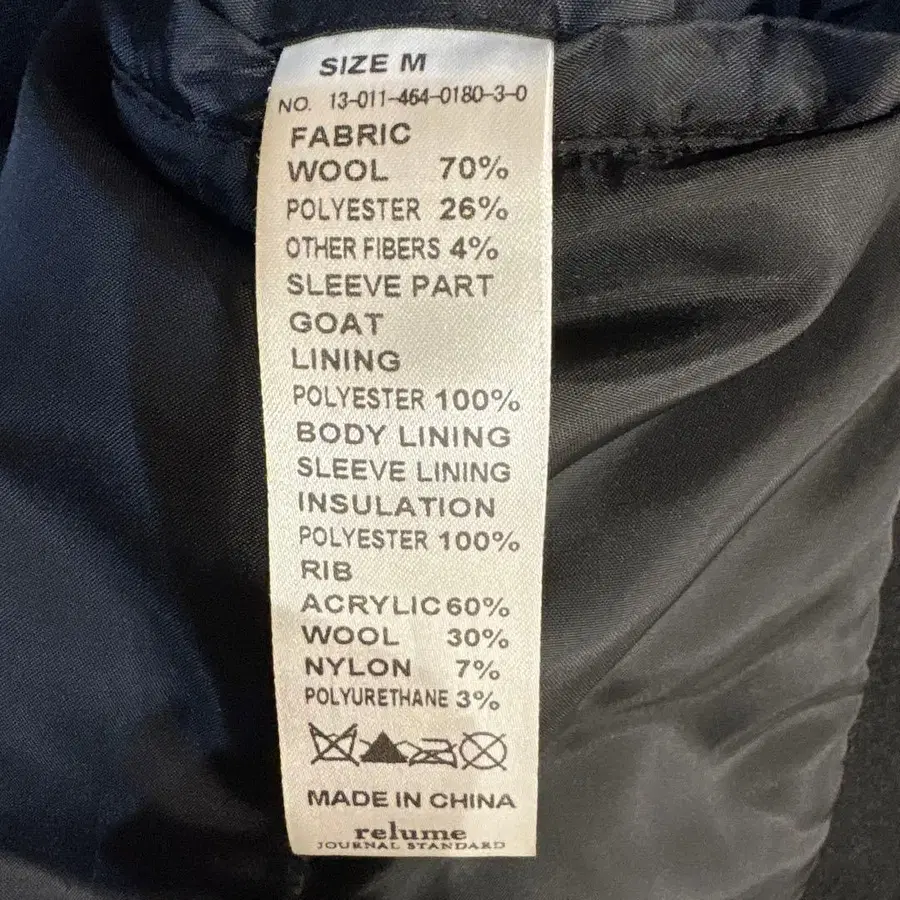 SIZE M
NO. 13-011-464-0180-3-0
FABRIC
WOOL 70%
POLYESTER 26%
OTHER FIBERS 4%
SLEEVE PART
GOAT
LINING
POLYESTER 100%
BODY LINING
SLEEVE LINING
INSULATION
POLYESTER 100%
RIB
ACRYLIC 60%
WOOL 30%
NYLON 7%
POLYURETHANE 3%
MADE IN CHINA
relume
JOURNAL STANDARD